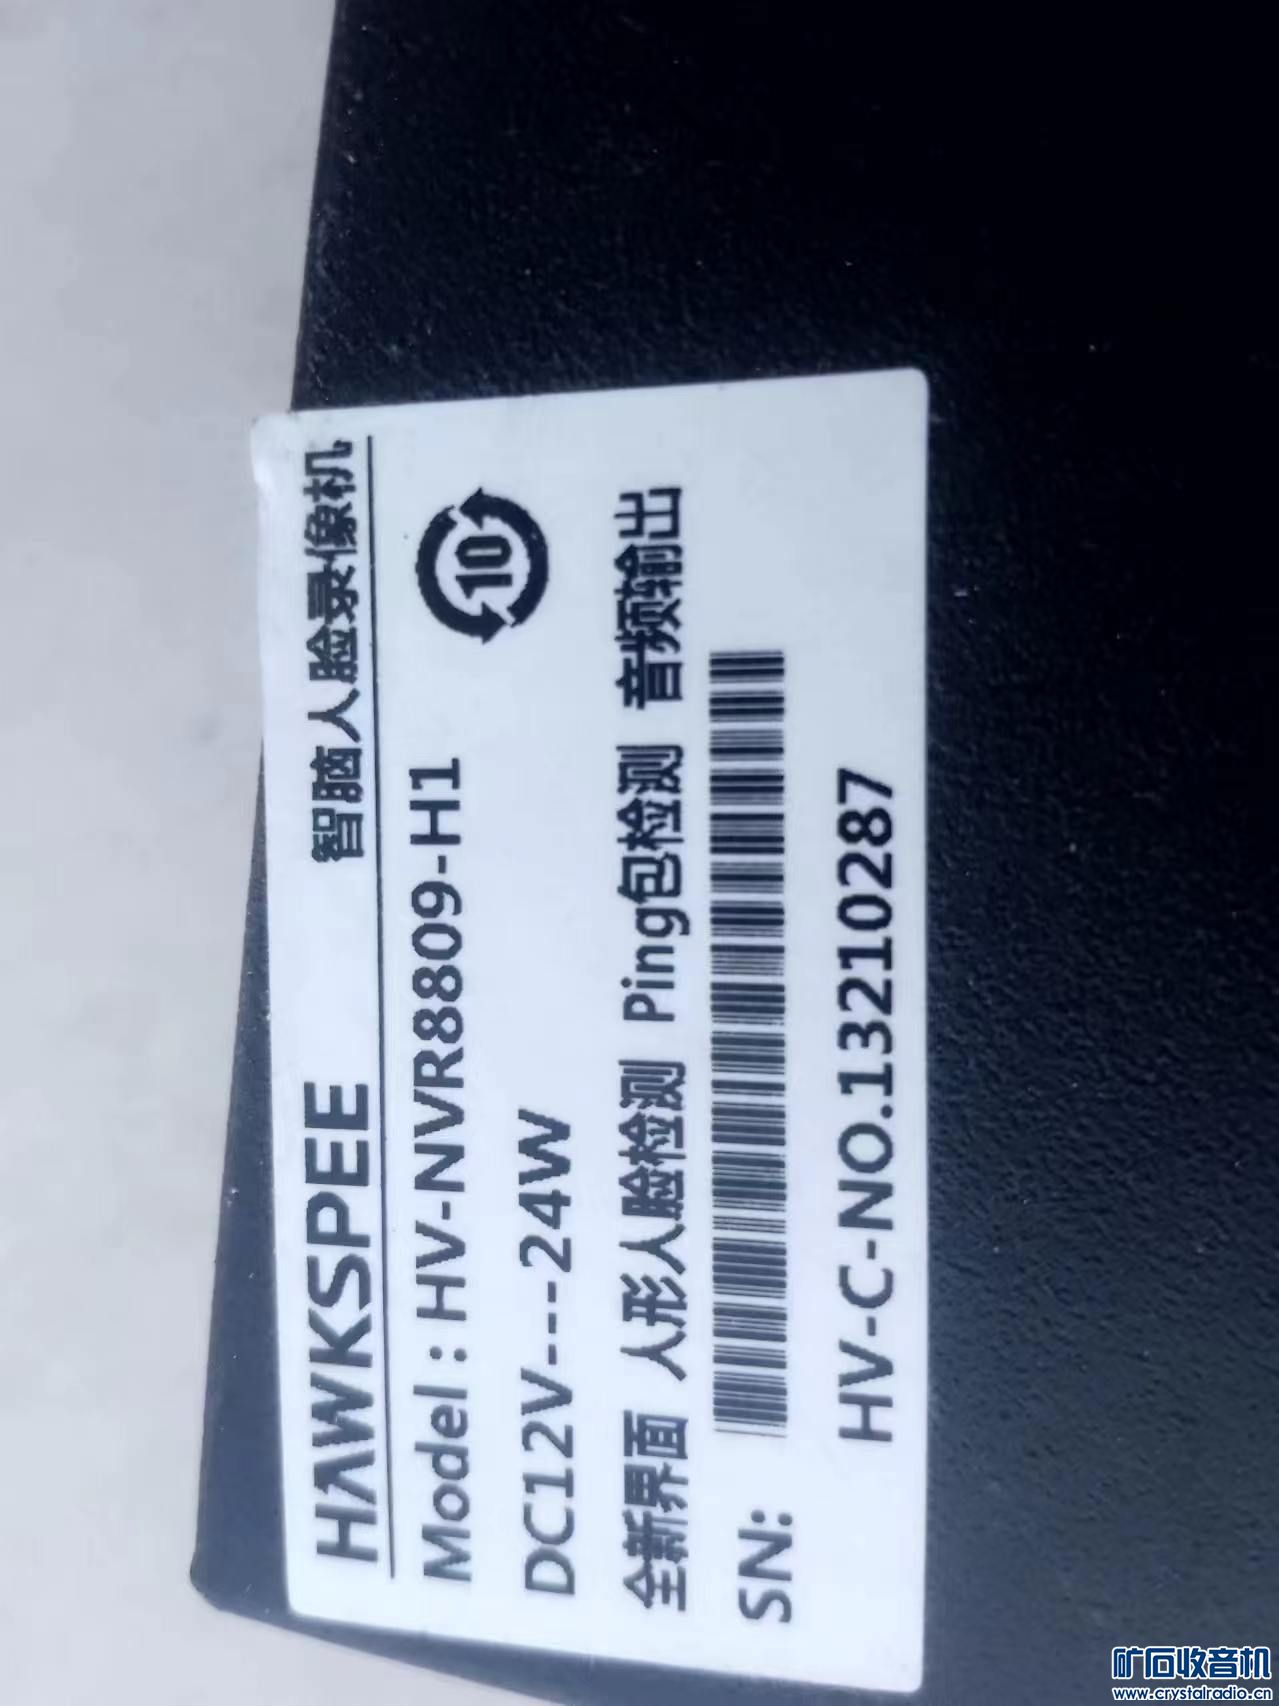 HAWKSPEE 智脑人脸录像机
Model : HV-NVR8809-H1
10
DC12V---24W
全新界面 人形人脸检测 Ping包检测 音频输出
SN:
HV-C-NO.13210287
矿石收音机
www.crystalradio.cn